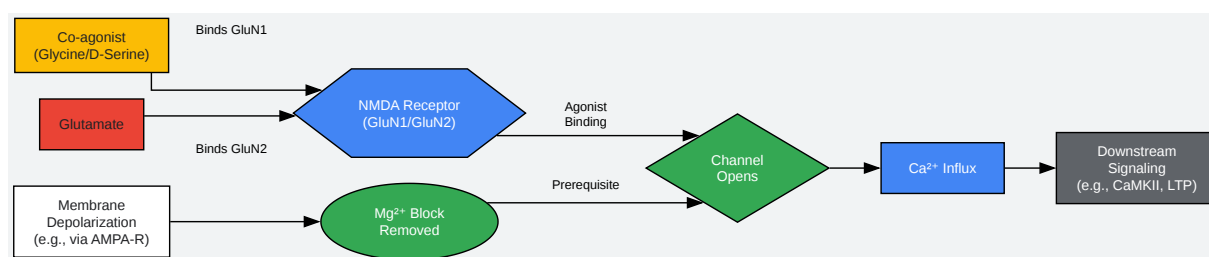 Co-agonist
(Glycine/D-Serine)
Binds GluN1
Glutamate
Binds GluN2
NMDA Receptor
(GluN1/GluN2)
Agonist
Binding
Membrane
Depolarization
(e.g., via AMPA-R)
Mg²⁺ Block
Removed
Prerequisite
Channel
Opens
Ca²⁺ Influx
Downstream
Signaling
(e.g., CaMKII, LTP)